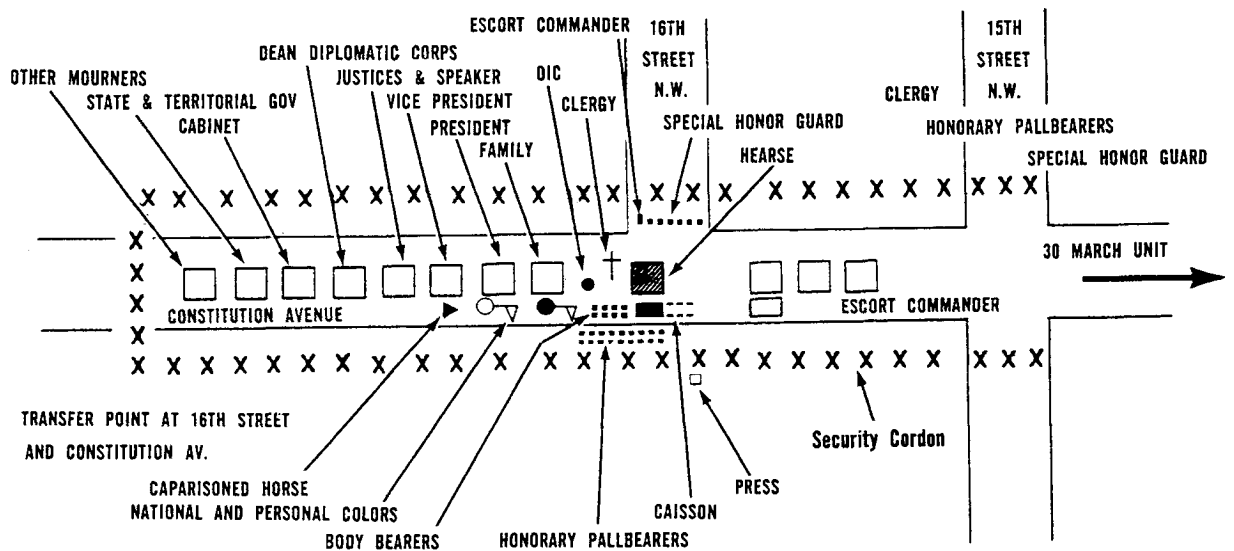 ESCORT COMMANDER
16TH
STREET
N.W.
15TH
STREET
N.W.
DEAN DIPLOMATIC CORPS
OTHER MOURNERS
JUSTICES & SPEAKER
OIC
STATE & TERRITORIAL GOV
VICE PRESIDENT
CLERGY
CLERGY
CABINET
PRESIDENT
SPECIAL HONOR GUARD
HONORARY PALLBEARERS
FAMILY
HEARSE
SPECIAL HONOR GUARD
30 MARCH UNIT
CONSTITUTION AVENUE
ESCORT COMMANDER
TRANSFER POINT AT 16TH STREET
AND CONSTITUTION AV.
Security Cordon
CAPARISONED HORSE
PRESS
NATIONAL AND PERSONAL COLORS
CAISSON
BODY BEARERS
HONORARY PALLBEARERS